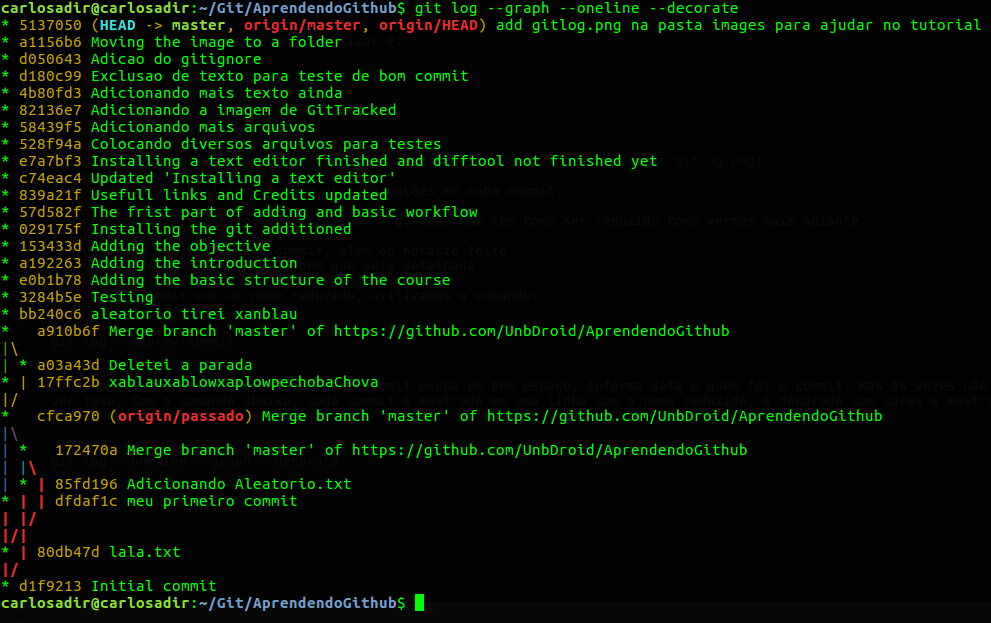 carlosadir@carlosadir:~/Git/AprendendoGithub$ git log --graph --oneline --decorate
* 5137050 (HEAD -> master, origin/master, origin/HEAD) add gitlog.png na pasta images para ajudar no tutorial
* a1156b6 Moving the image to a folder
* d050643 Adicao do gitignore
* d180c99 Exclusao de texto para teste de bom commit
* 4b80fd3 Adicionando mais texto ainda
* 82136e7 Adicionando a imagem de GitTracked
* 58439f5 Adicionando mais arquivos
* 528f94a Colocando diversos arquivos para testes
* e7a7bf3 Installing a text editor finished and difftool not finished yet
* c74eac4 Updated 'Installing a text editor'
* 839a21f Usefull links and Credits updated
* 57d582f The frist part of adding and basic workflow
* 029175f Installing the git additioned
* 153433d Adding the objective
* a192263 Adding the introduction
* e0b1b78 Adding the basic structure of the course
* 3284b5e Testing
* bb240c6 aleatorio tirei xanblau
*   a910b6f Merge branch 'master' of https://github.com/UnbDroid/AprendendoGithub
|\
| * a03a43d Deletei a parada
* | 17ffc2b xablauxablowxaplowpechobaChova
|/
*   cfca970 (origin/passado) Merge branch 'master' of https://github.com/UnbDroid/AprendendoGithub
|\
| *   172470a Merge branch 'master' of https://github.com/UnbDroid/AprendendoGithub
| |\
| * | 85fd196 Adicionando Aleatorio.txt
* | | dfdaf1c meu primeiro commit
| |/
|/|
* | 80db47d lala.txt
|/
* d1f9213 Initial commit
carlosadir@carlosadir:~/Git/AprendendoGithub$